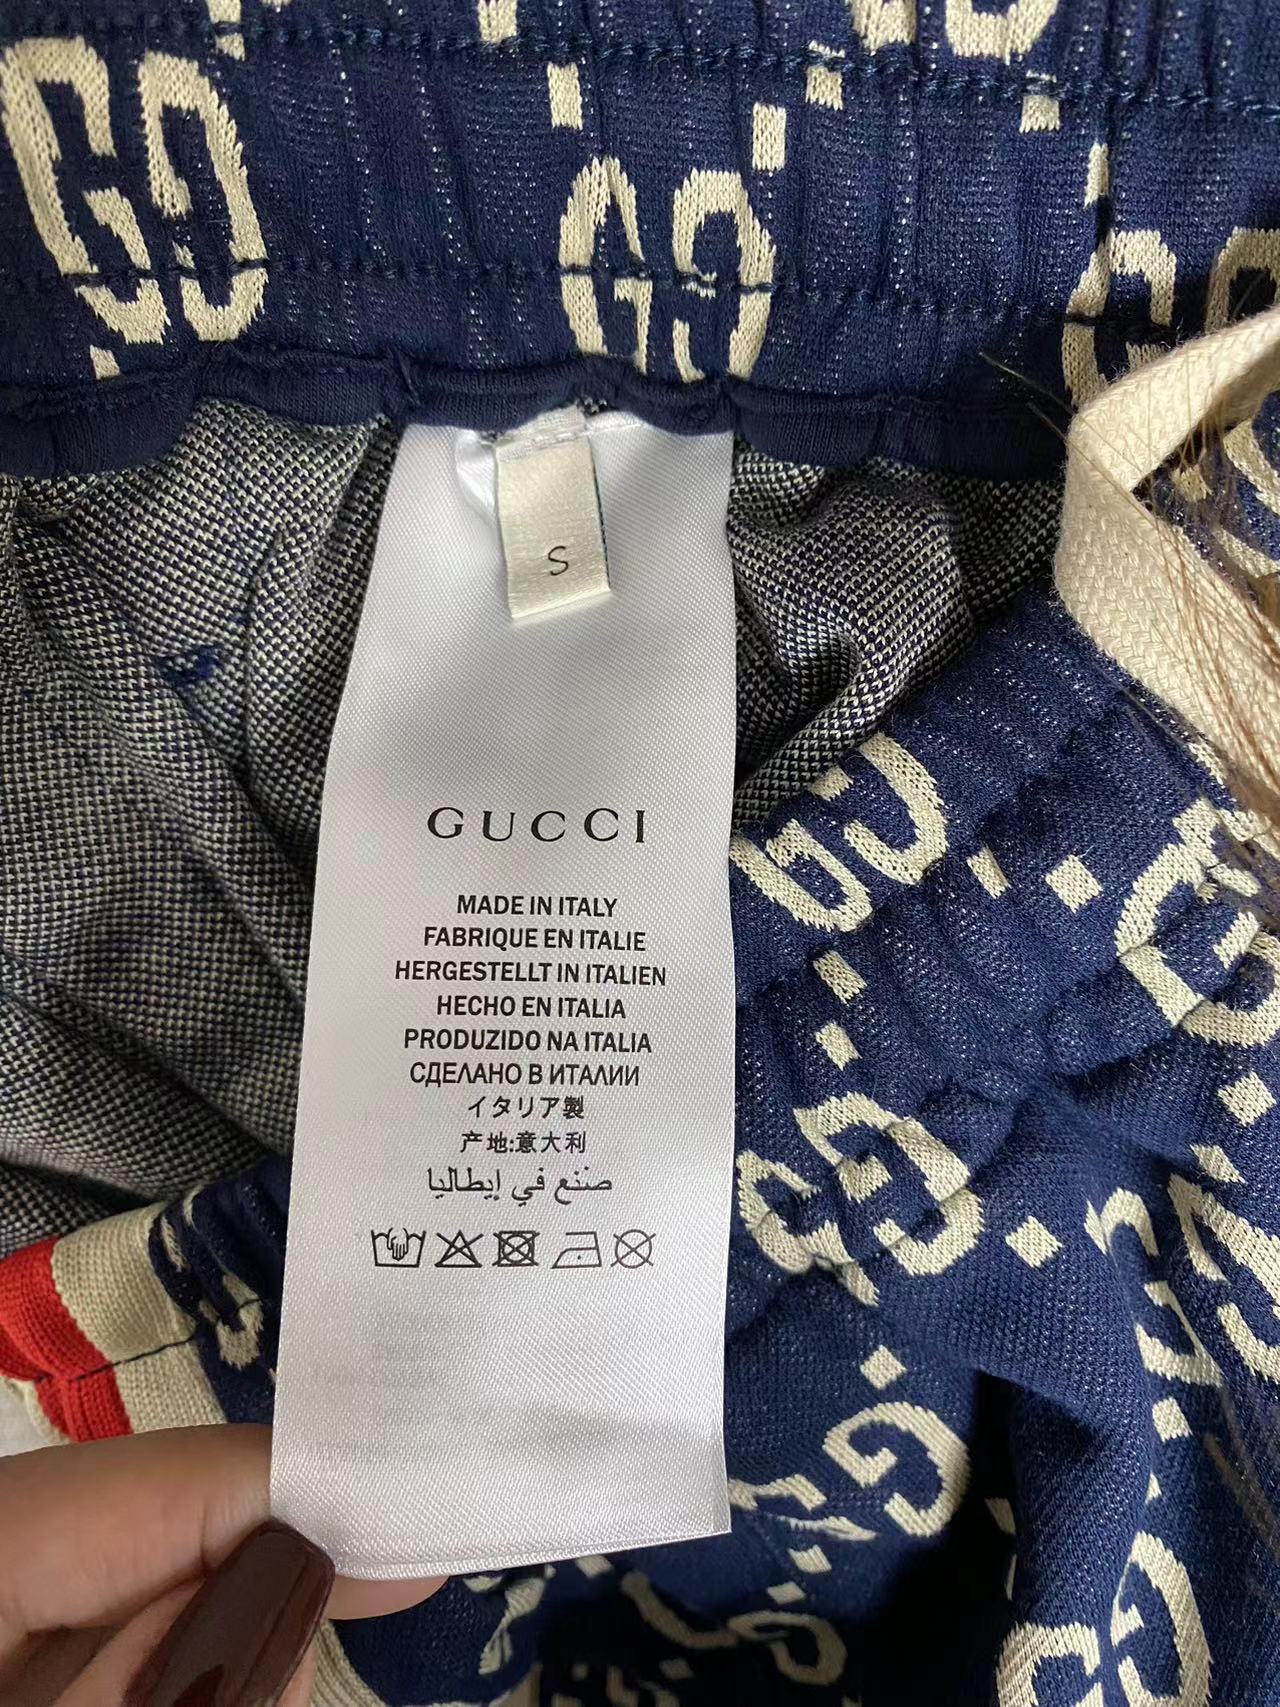 S
GUCCI
MADE IN ITALY
FABRIQUE EN ITALIE
HERGESTELLT IN ITALIEN
HECHO EN ITALIA
PRODUZIDO NA ITALIA
СДЕЛАНО В ИТАЛИИ
イタリア製
产地:意大利
صنع في إيطاليا